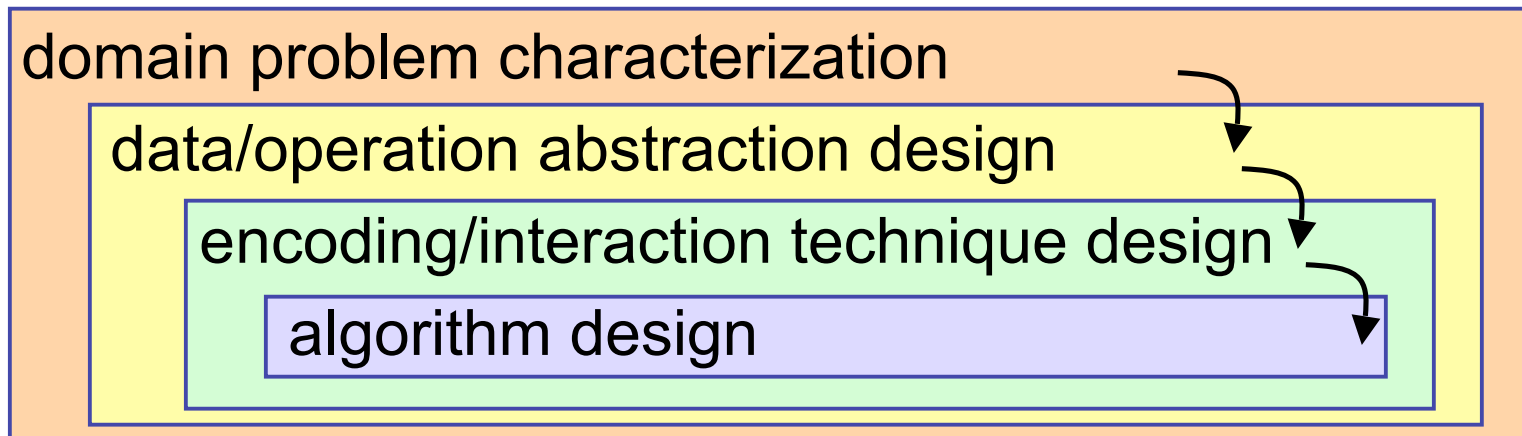 domain problem characterization
data/operation abstraction design
encoding/interaction technique design
algorithm design